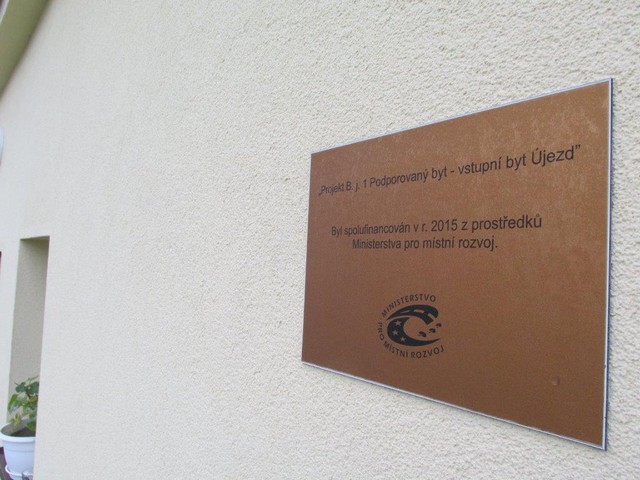 „Projekt B. j. 1 Podporovaný byt - vstupní byt Újezd”
Byl spolufinancován v r. 2015 z prostředků
Ministerstva pro místní rozvoj.
MINISTERSTVO
PRO MÍSTNÍ ROZVOJ